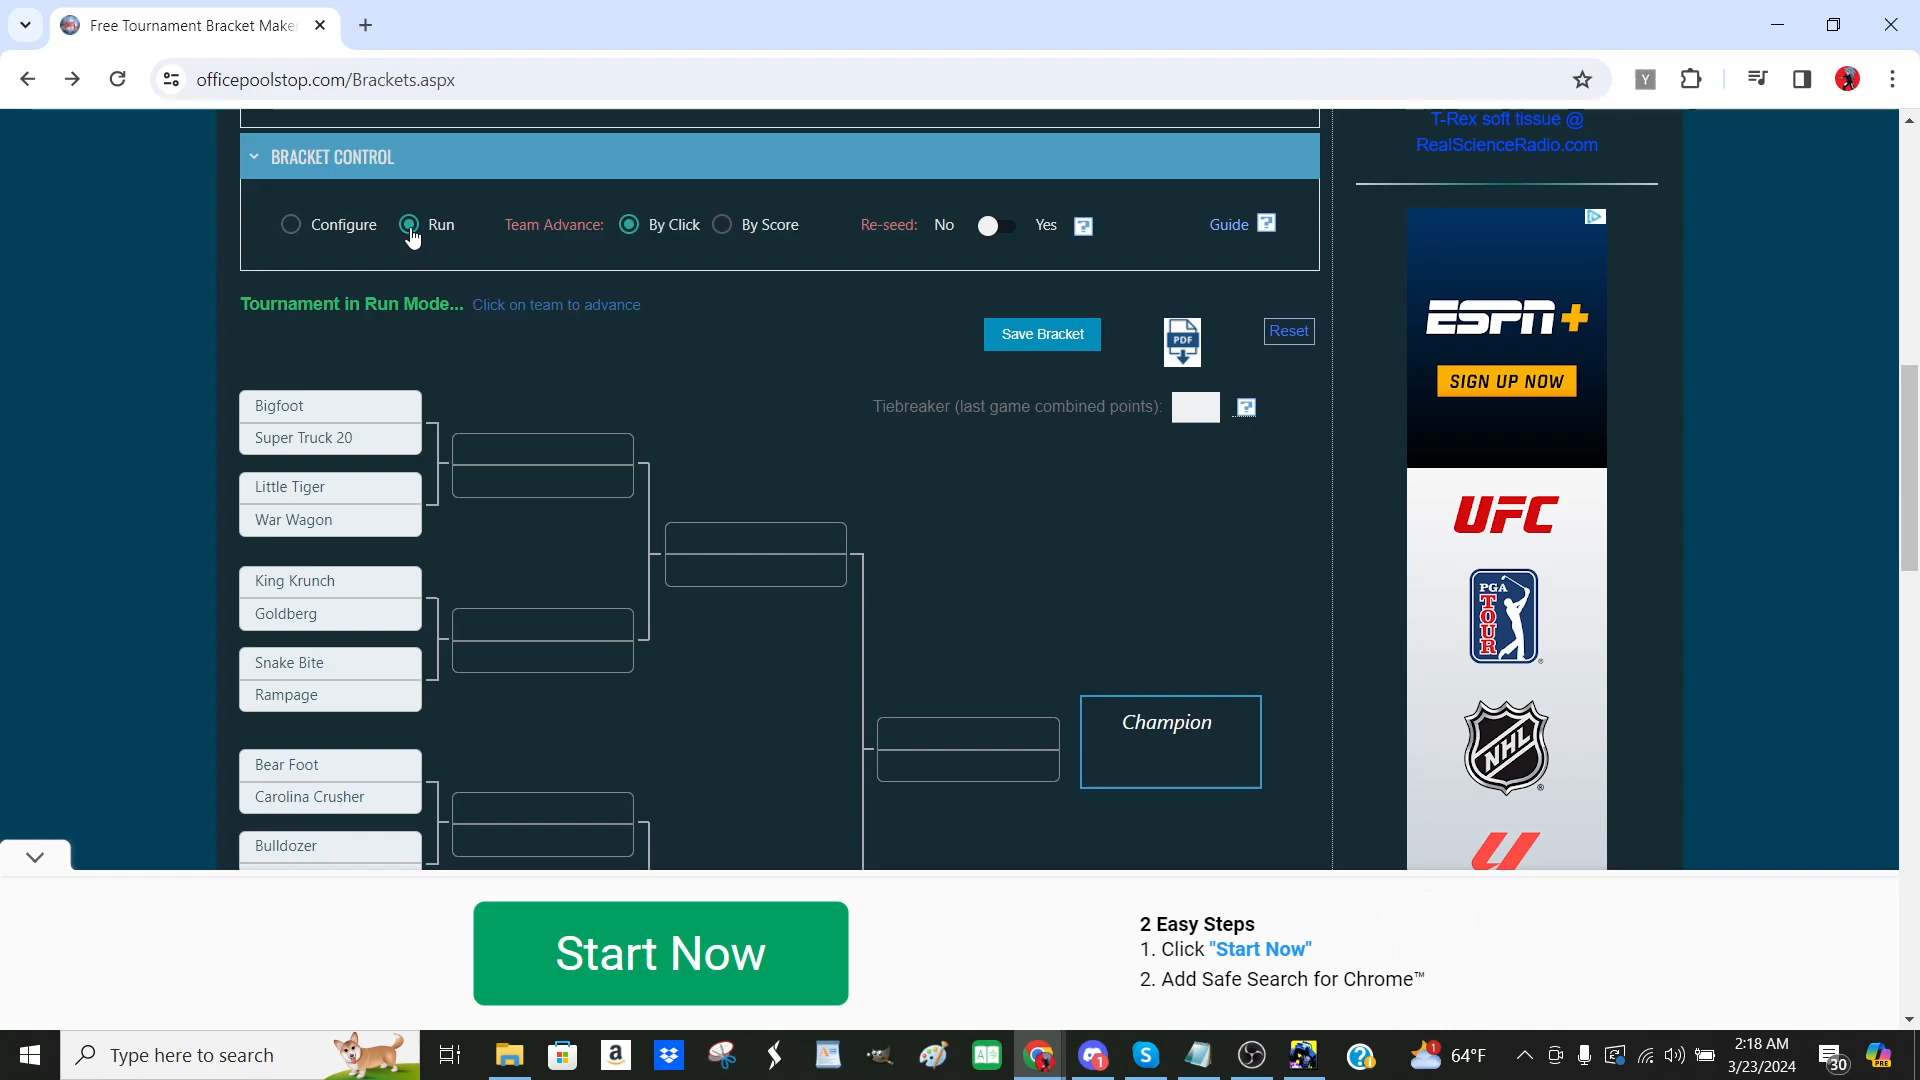 Free Tournament Bracket Make
officepoolstop.com/Brackets.aspx
Y
T-Rex soft tissue @
RealScienceRadio.com
BRACKET CONTROL
Configure Run Team Advance: By Click By Score Re-seed: No Yes ? Guide ?
Tournament in Run Mode... Click on team to advance
Save Bracket PDF Reset
Tiebreaker (last game combined points): ?
Bigfoot
Super Truck 20
Little Tiger
War Wagon
King Krunch
Goldberg
Snake Bite
Rampage
Bear Foot
Carolina Crusher
Bulldozer
Champion
ESPN+
SIGN UP NOW
UFC
PGA
TOUR
NHL
Start Now
2 Easy Steps
1. Click "Start Now"
2. Add Safe Search for Chrome™
Type here to search
64°F
2:18 AM
3/23/2024
30
PRE